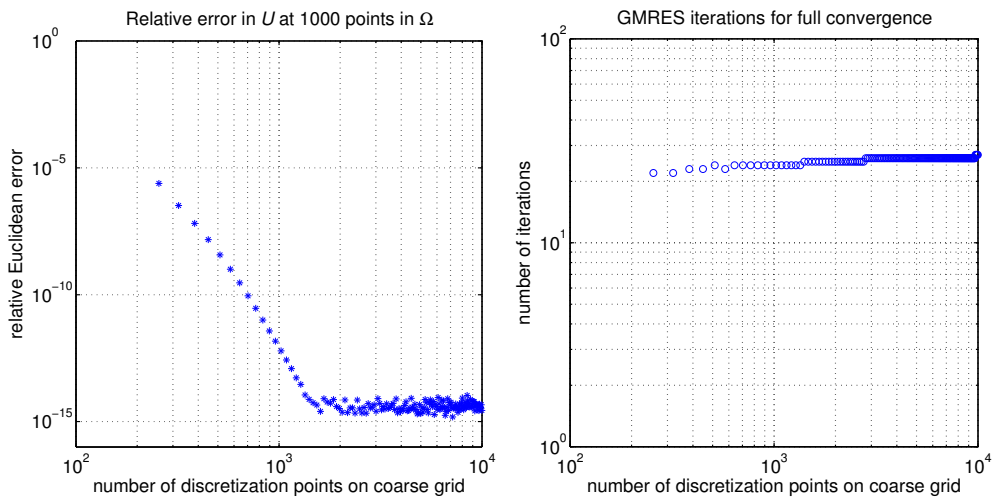 Relative error in U at 1000 points in Ω
10^0
10^-5
10^-10
10^-15
relative Euclidean error
10^2
10^3
10^4
number of discretization points on coarse grid
GMRES iterations for full convergence
10^2
10^1
10^0
number of iterations
10^2
10^3
10^4
number of discretization points on coarse grid